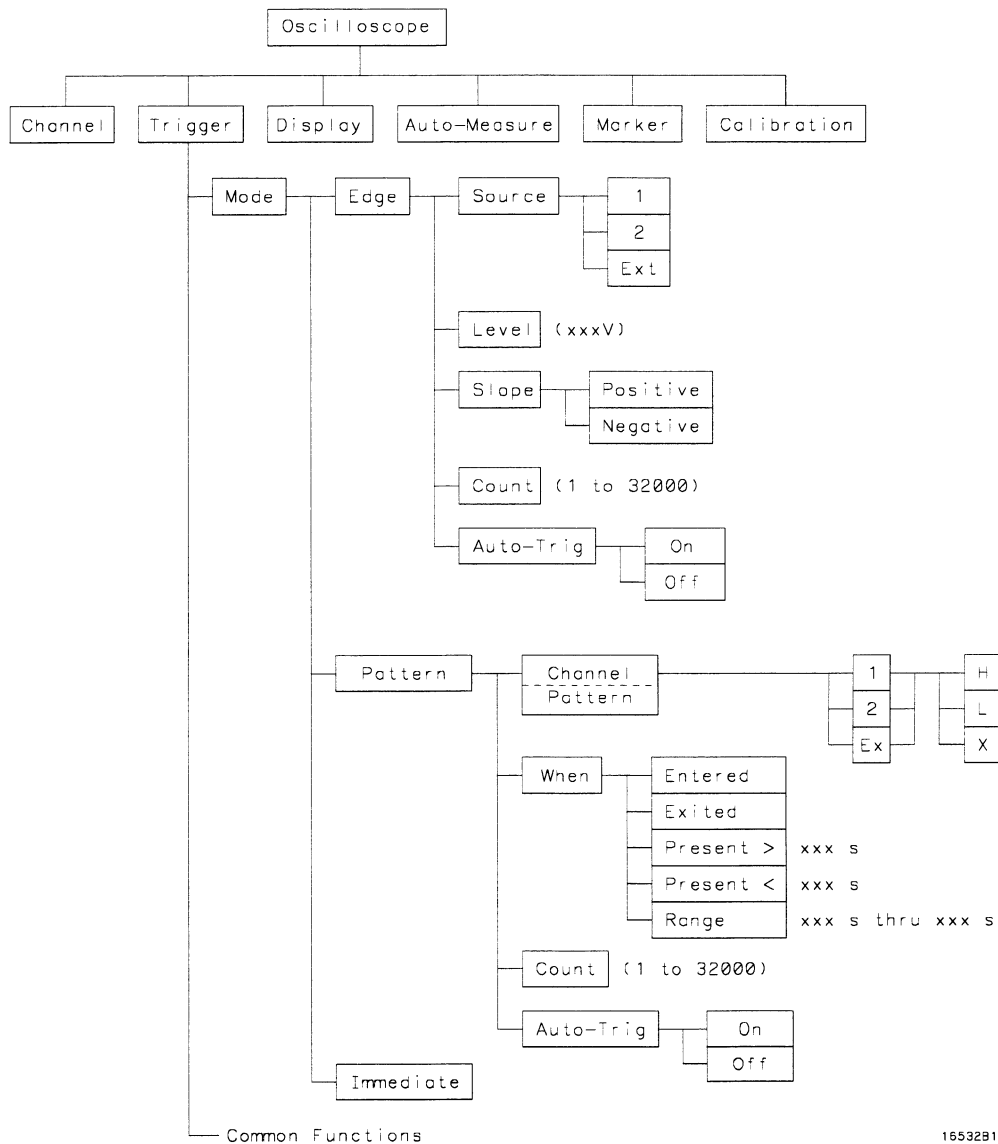 Oscilloscope
Channel Trigger Display Auto-Measure Marker Calibration
Mode Edge Source 1
2
Ext
Level (xxxV)
Slope Positive
Negative
Count (1 to 32000)
Auto-Trig On
Off
Pattern Channel 1 H
Pattern 2 L
Ex X
When Entered
Exited
Present > xxx s
Present < xxx s
Range xxx s thru xxx s
Count (1 to 32000)
Auto-Trig On
Off
Immediate
Common Functions
16532B1